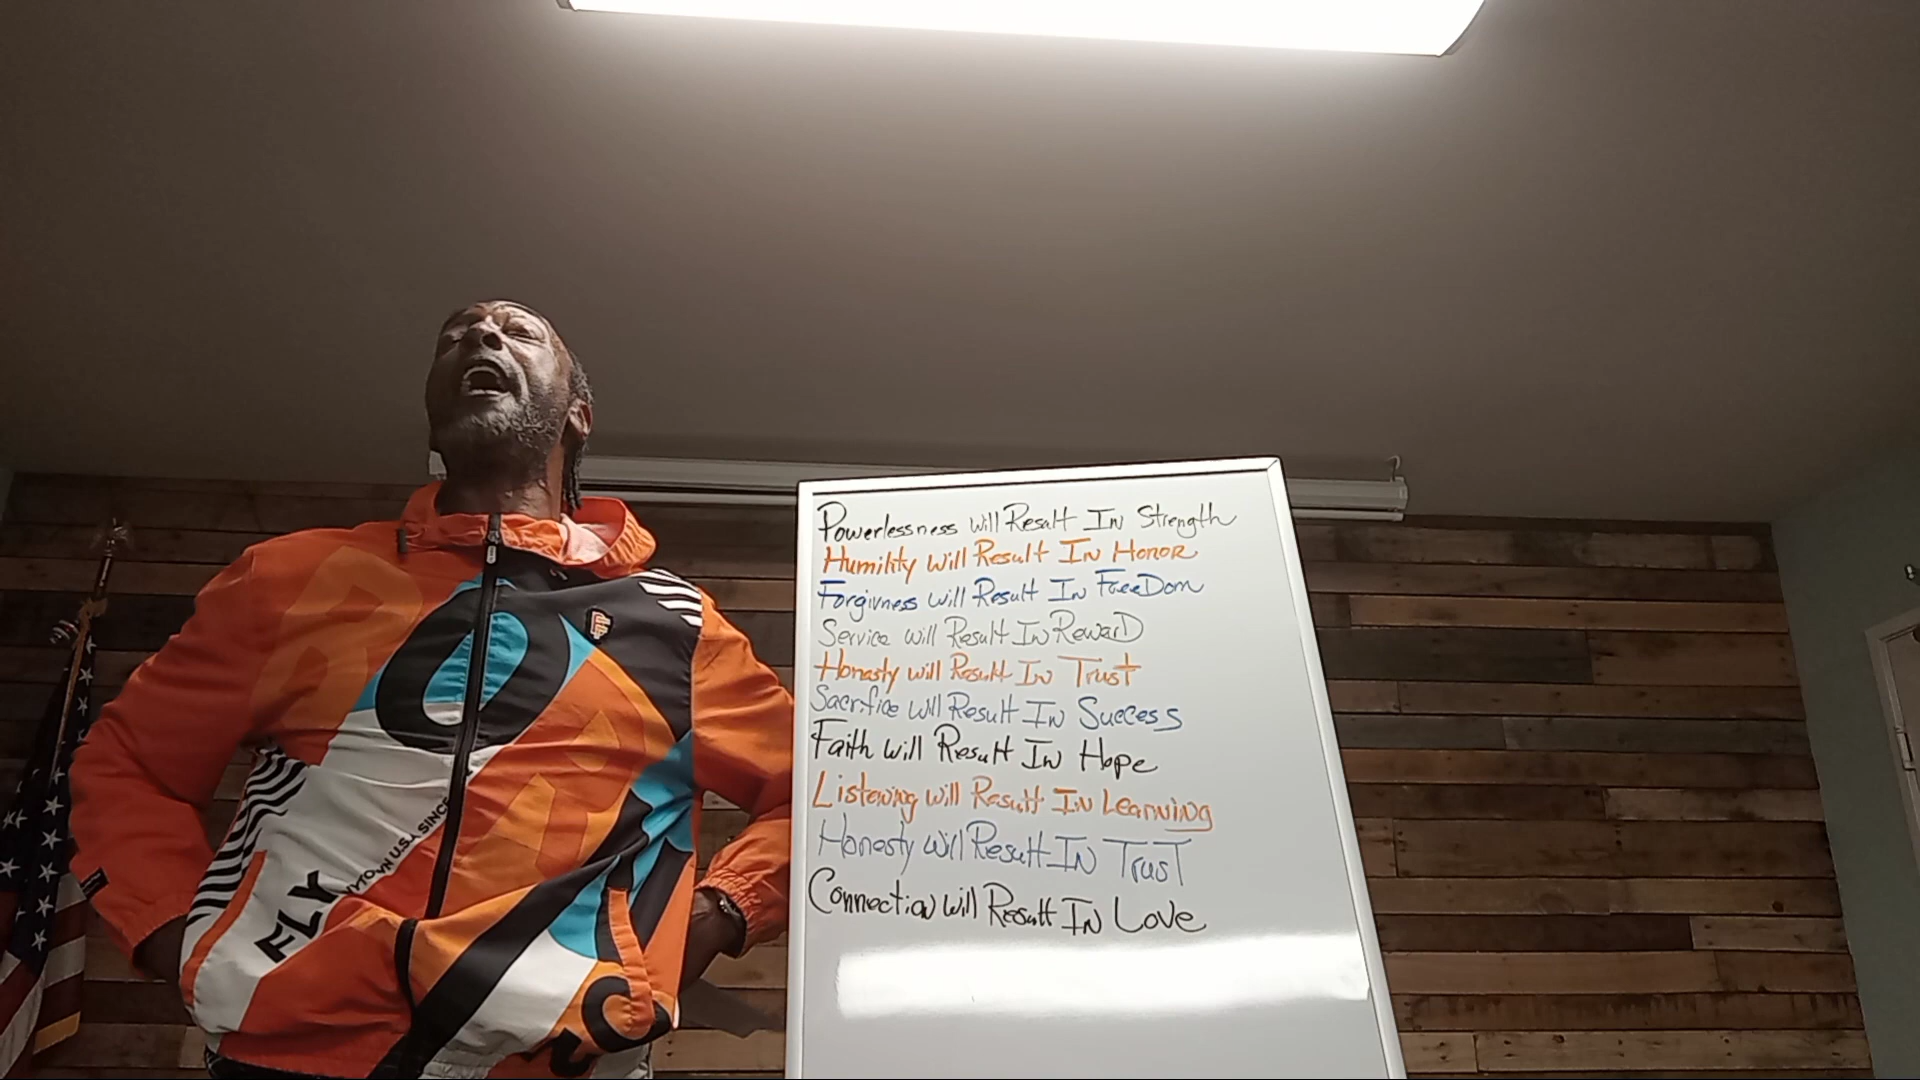 Powerlessness Will Result In Strength
Humility Will Result In Honor
Forgivness Will Result In FreeDom
Service will Result In RewarD
Honesty will Result In Trust
Sacrifice Will Result In Success
Faith will Result In Hope
Listening will Result In Learning
Honesty will Result IN TrusT
Connection will Result IN Love
FLY
U.S.A SINCE